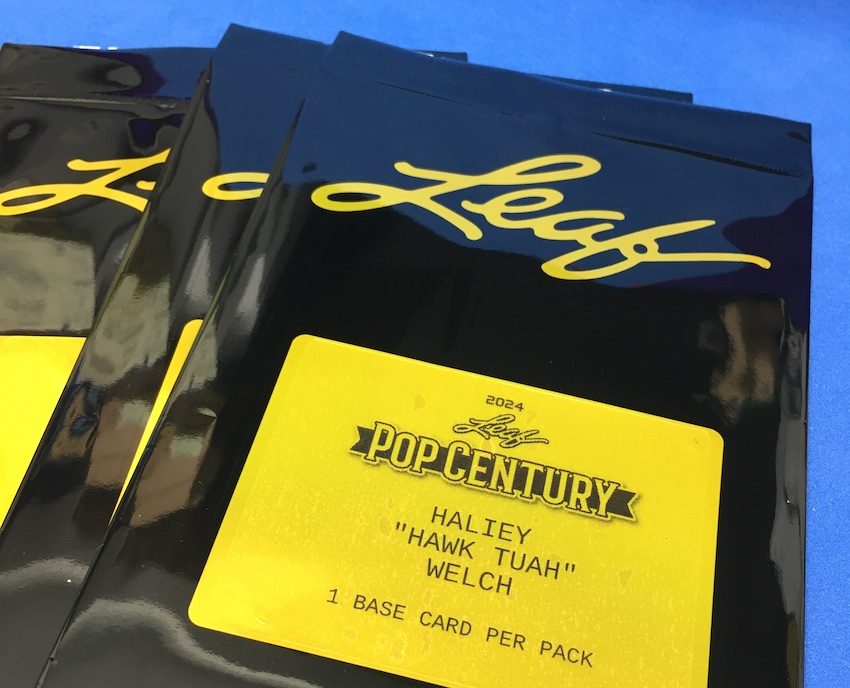 Leaf
2024
Leaf
POP CENTURY
HALIEY
"HAWK TUAH"
WELCH
1 BASE CARD PER PACK